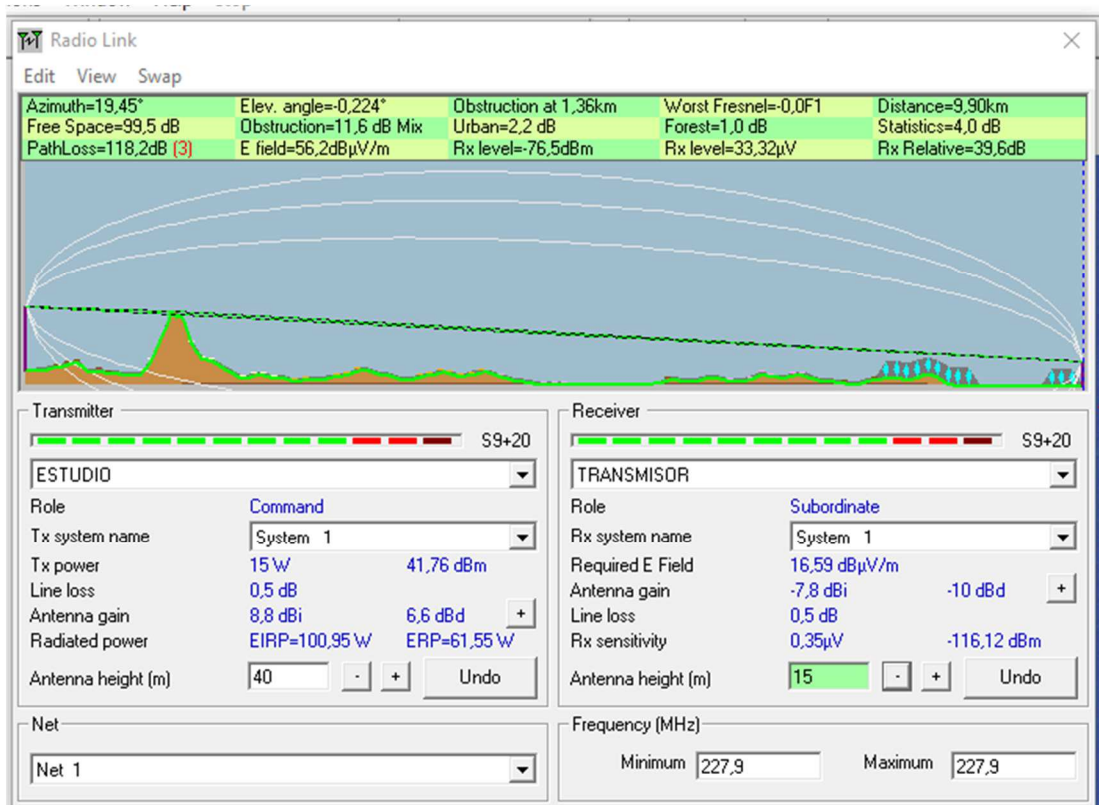 Radio Link
Edit View Swap
Azimuth=19,45° Elev. angle=-0,224° Obstruction at 1,36km Worst Fresnel=-0,0F1 Distance=9,90km
Free Space=99,5 dB Obstruction=11,6 dB Mix Urban=2,2 dB Forest=1,0 dB Statistics=4,0 dB
PathLoss=118,2dB (3) E field=56,2dBµV/m Rx level=-76,5dBm Rx level=33,32µV Rx Relative=39,6dB
Transmitter
S9+20
ESTUDIO
Role Command
Tx system name System 1
Tx power 15 W 41,76 dBm
Line loss 0,5 dB
Antenna gain 8,8 dBi 6,6 dBd +
Radiated power EIRP=100,95 W ERP=61,55 W
Antenna height (m) 40 - + Undo
Net
Net 1
Receiver
S9+20
TRANSMISOR
Role Subordinate
Rx system name System 1
Required E Field 16,59 dBµV/m
Antenna gain -7,8 dBi -10 dBd +
Line loss 0,5 dB
Rx sensitivity 0,35µV -116,12 dBm
Antenna height (m) 15 - + Undo
Frequency (MHz)
Minimum 227,9 Maximum 227,9